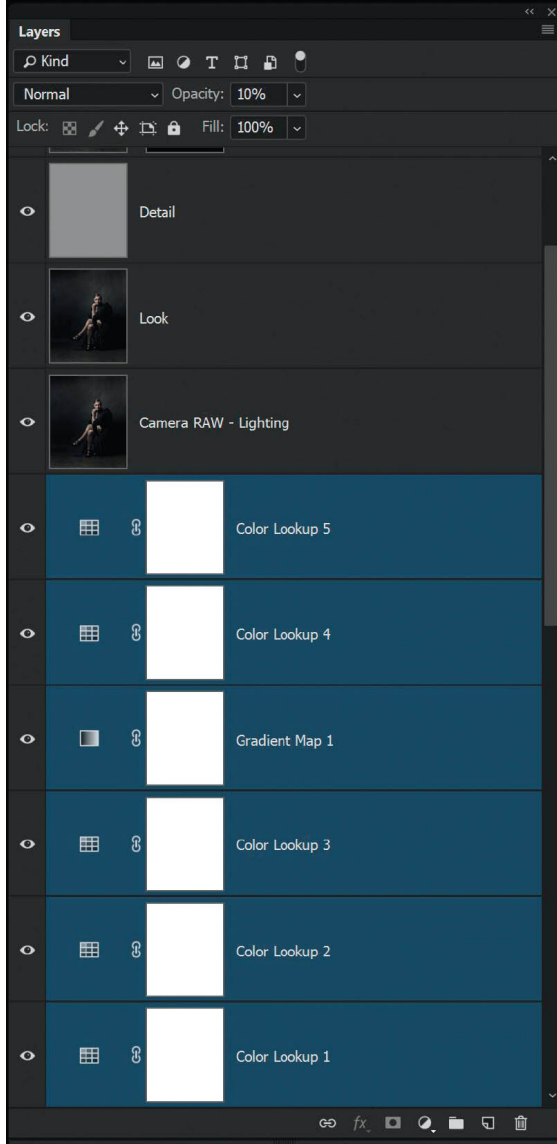 Layers
Kind
Normal Opacity: 10%
Lock: Fill: 100%
Detail
Look
Camera RAW - Lighting
Color Lookup 5
Color Lookup 4
Gradient Map 1
Color Lookup 3
Color Lookup 2
Color Lookup 1
fx